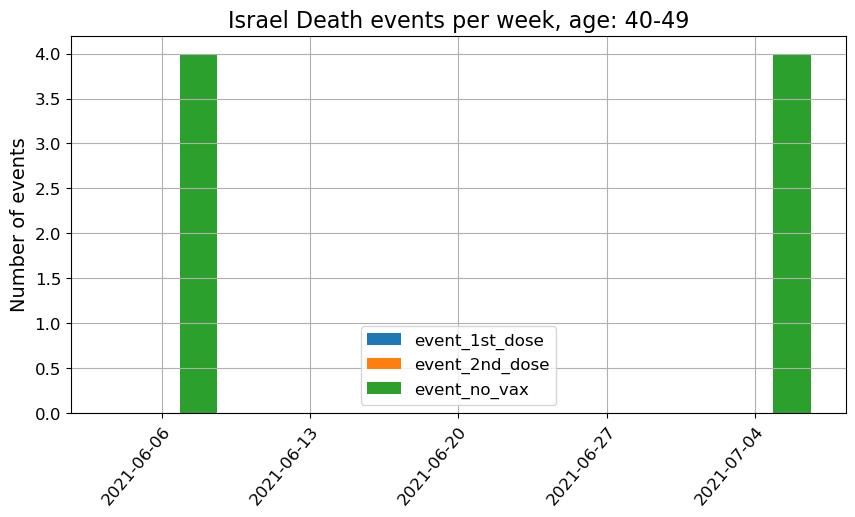 Israel Death events per week, age: 40-49
Number of events
4.0
3.5
3.0
2.5
2.0
1.5
1.0
0.5
0.0
event_1st_dose
event_2nd_dose
event_no_vax
2021-06-06
2021-06-13
2021-06-20
2021-06-27
2021-07-04